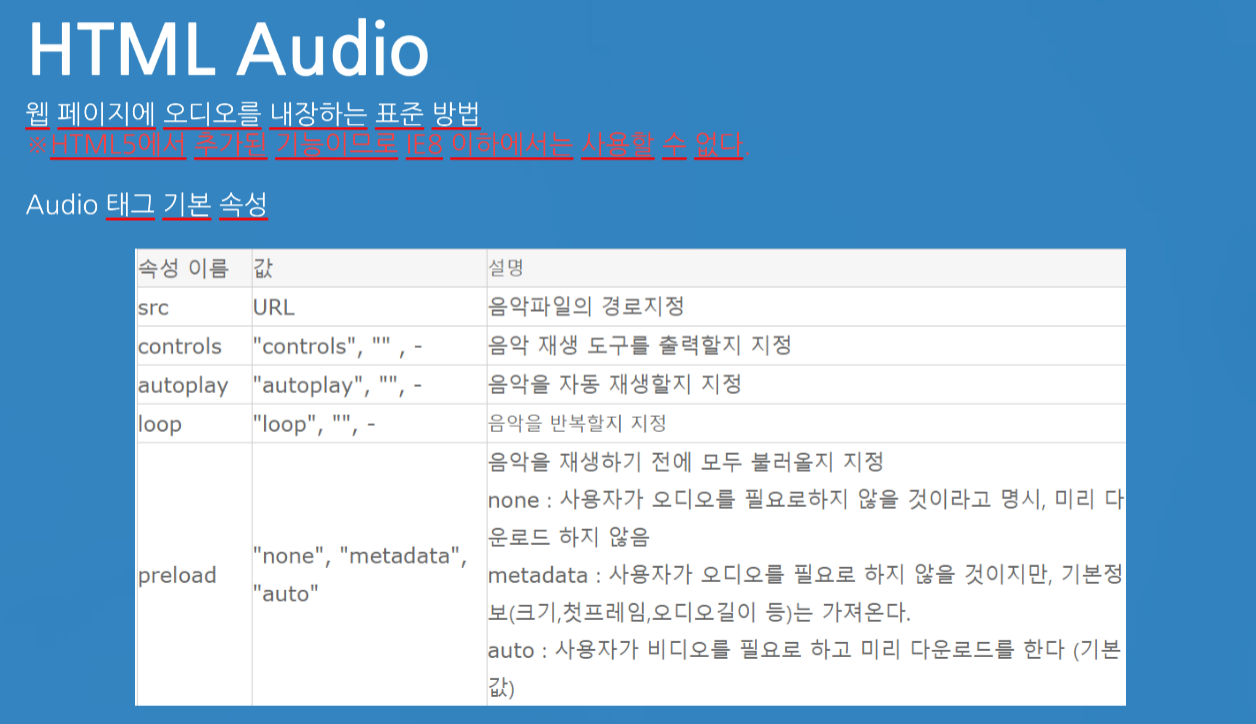 HTML Audio
웹 페이지에 오디오를 내장하는 표준 방법
※HTML5에서 추가된 기능이므로 IE8 이하에서는 사용할 수 없다.
Audio 태그 기본 속성
속성 이름 값 설명
src URL 음악파일의 경로지정
controls "controls", "" , - 음악 재생 도구를 출력할지 지정
autoplay "autoplay", "", - 음악을 자동 재생할지 지정
loop "loop", "", - 음악을 반복할지 지정
preload
"none", "metadata",
"auto"
음악을 재생하기 전에 모두 불러올지 지정
none : 사용자가 오디오를 필요로하지 않을 것이라고 명시, 미리 다
운로드 하지 않음
metadata : 사용자가 오디오를 필요로 하지 않을 것이지만, 기본정
보(크기,첫프레임,오디오길이 등)는 가져온다.
auto : 사용자가 비디오를 필요로 하고 미리 다운로드를 한다 (기본
값)